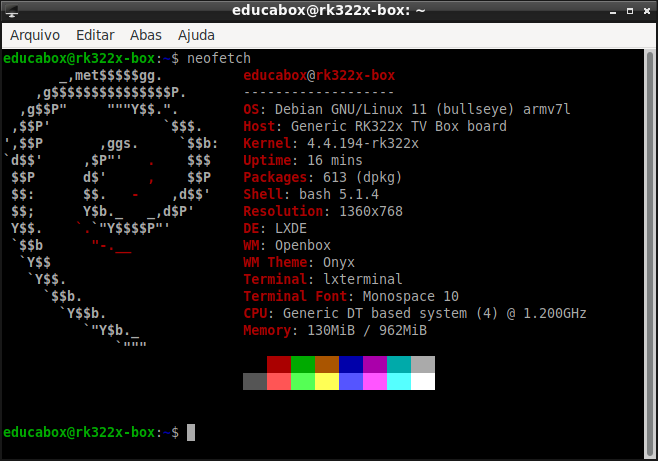 educabox@rk322x-box: ~
Arquivo Editar Abas Ajuda
educabox@rk322x-box:~$ neofetch
       _,met$$$$$gg.          educabox@rk322x-box
    ,g$$$$$$$$$$$$$$$P.       -------------------
  ,g$$P"     """Y$$.".        OS: Debian GNU/Linux 11 (bullseye) armv7l
 ,$$P'              `$$$.     Host: Generic RK322x TV Box board
',$$P       ,ggs.     `$$b:   Kernel: 4.4.194-rk322x
`d$$'     ,$P"'   .    $$$    Uptime: 16 mins
 $$P      d$'     ,    $$P    Packages: 613 (dpkg)
 $$:      $$.   -    ,d$$'    Shell: bash 5.1.4
 $$;      Y$b._   _,d$P'      Resolution: 1360x768
 Y$$.    `.`"Y$$$$P"'         DE: LXDE
 `$$b      "-.__              WM: Openbox
  `Y$$                        WM Theme: Onyx
   `Y$$.                      Terminal: lxterminal
     `$$b.                    Terminal Font: Monospace 10
       `Y$$b.                 CPU: Generic DT based system (4) @ 1.200GHz
          `"Y$b._             Memory: 130MiB / 962MiB
              `"""
educabox@rk322x-box:~$